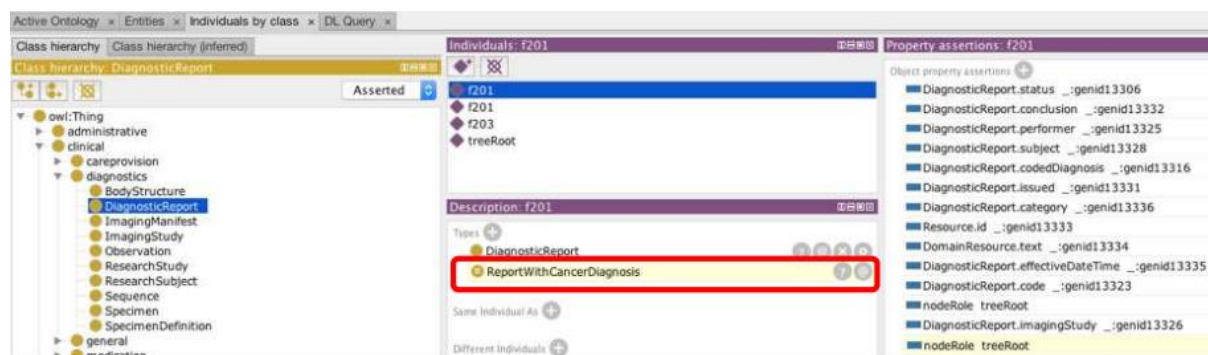 Active Ontology × Entities × Individuals by class × DL Query ×
Class hierarchy Class hierarchy (inferred)
Class hierarchy: DiagnosticReport
Asserted
owl:Thing
administrative
clinical
careprovision
diagnostics
BodyStructure
DiagnosticReport
ImagingManifest
ImagingStudy
Observation
ResearchStudy
ResearchSubject
Sequence
Specimen
SpecimenDefinition
general
medication
Individuals: f201
f201
f201
f203
treeRoot
Description: f201
Types
DiagnosticReport
ReportWithCancerDiagnosis
Same Individual As
Different Individuals
Property assertions: f201
Object property assertions
DiagnosticReport.status _:genid13306
DiagnosticReport.conclusion _:genid13332
DiagnosticReport.performer _:genid13325
DiagnosticReport.subject _:genid13328
DiagnosticReport.codedDiagnosis _:genid13316
DiagnosticReport.issued _:genid13331
DiagnosticReport.category _:genid13336
Resource.id _:genid13333
DomainResource.text _:genid13334
DiagnosticReport.effectiveDateTime _:genid13335
DiagnosticReport.code _:genid13323
nodeRole treeRoot
DiagnosticReport.imagingStudy _:genid13326
nodeRole treeRoot